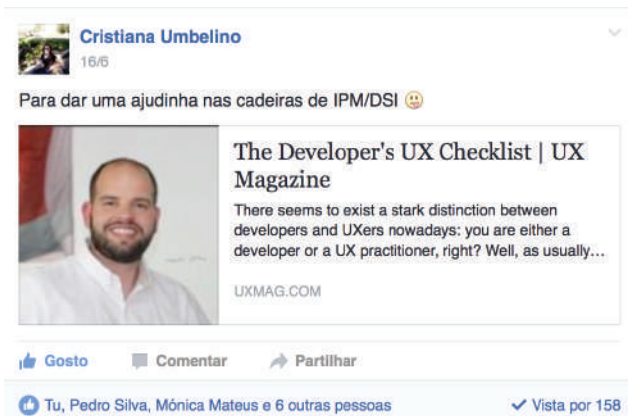 Cristiana Umbelino
16/6
Para dar uma ajudinha nas cadeiras de IPM/DSI
The Developer's UX Checklist | UX
Magazine
There seems to exist a stark distinction between
developers and UXers nowadays: you are either a
developer or a UX practitioner, right? Well, as usually...
UXMAG.COM
Gosto Comentar Partilhar
Tu, Pedro Silva, Mónica Mateus e 6 outras pessoas Vista por 158